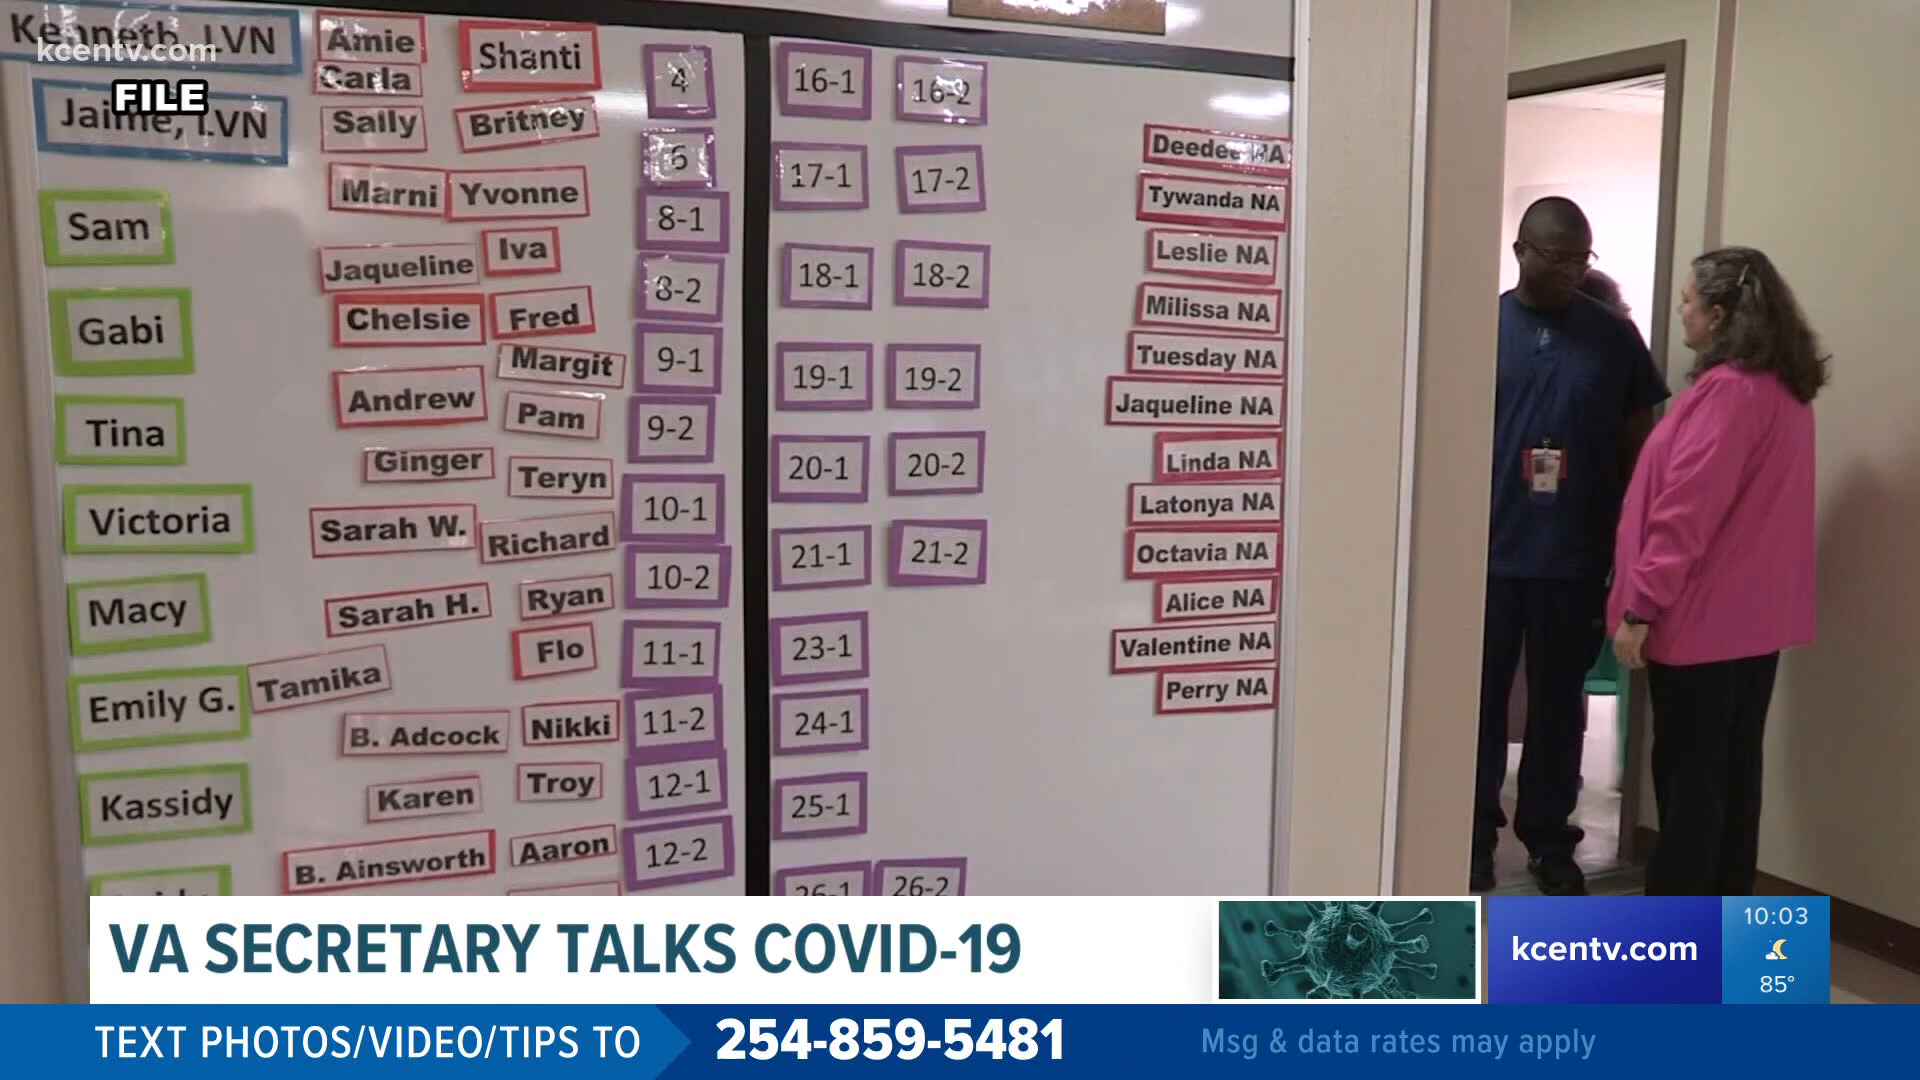 kcentv.com
FILE
Kenneth, LVN
Jaime, LVN
Sam
Gabi
Tina
Victoria
Macy
Emily G.
Kassidy
Amie
Carla
Sally
Marni
Jaqueline
Chelsie
Andrew
Ginger
Sarah W.
Sarah H.
Tamika
B. Adcock
Karen
B. Ainsworth
Shanti
Britney
Yvonne
Iva
Fred
Margit
Pam
Teryn
Richard
Ryan
Flo
Nikki
Troy
Aaron
4
6
8-1
8-2
9-1
9-2
10-1
10-2
11-1
11-2
12-1
12-2
16-1 16-2
17-1 17-2
18-1 18-2
19-1 19-2
20-1 20-2
21-1 21-2
23-1
24-1
25-1
26-1 26-2
Deedee NA
Tywanda NA
Leslie NA
Milissa NA
Tuesday NA
Jaqueline NA
Linda NA
Latonya NA
Octavia NA
Alice NA
Valentine NA
Perry NA
VA SECRETARY TALKS COVID-19
kcentv.com
10:03
85°
TEXT PHOTOS/VIDEO/TIPS TO 254-859-5481 Msg & data rates may apply